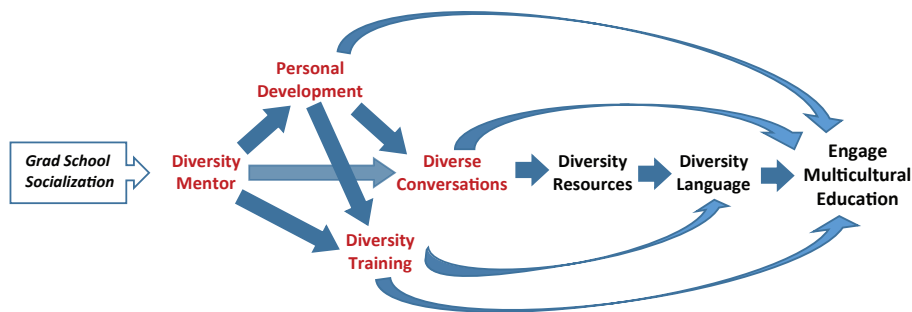 Personal
Development
Grad School
Socialization
Diversity
Mentor
Diverse
Conversations
Diversity
Resources
Diversity
Language
Engage
Multicultural
Education
Diversity
Training